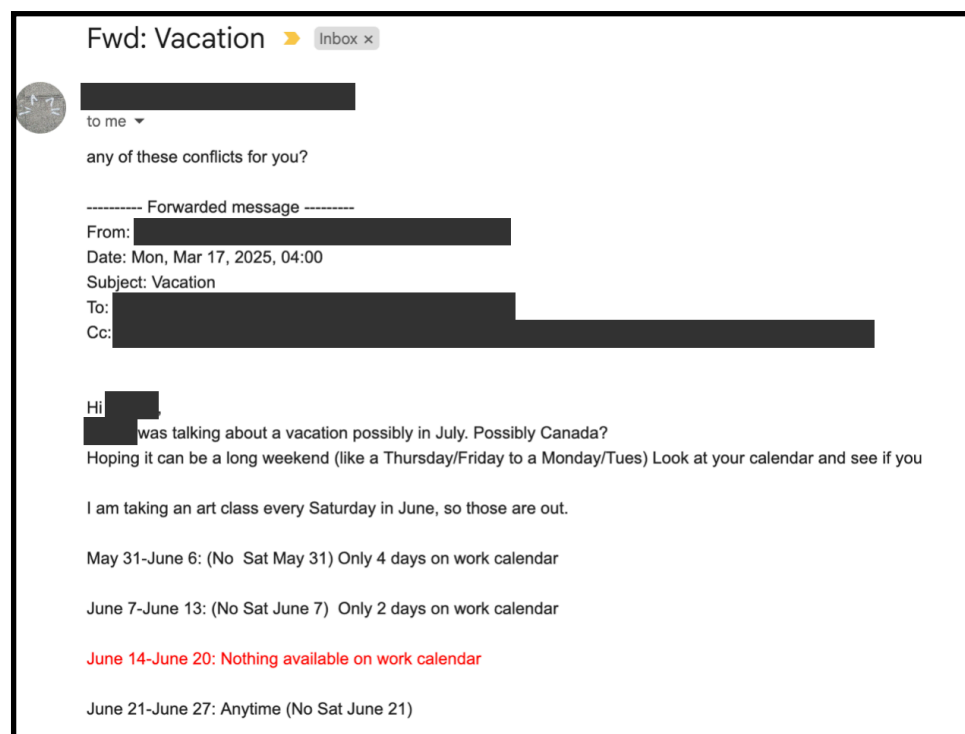 Fwd: Vacation Inbox ×
to me
any of these conflicts for you?
---------- Forwarded message ---------
From:
Date: Mon, Mar 17, 2025, 04:00
Subject: Vacation
To:
Cc:
Hi ,
was talking about a vacation possibly in July. Possibly Canada?
Hoping it can be a long weekend (like a Thursday/Friday to a Monday/Tues) Look at your calendar and see if you
I am taking an art class every Saturday in June, so those are out.
May 31-June 6: (No  Sat May 31) Only 4 days on work calendar
June 7-June 13: (No Sat June 7)  Only 2 days on work calendar
June 14-June 20: Nothing available on work calendar
June 21-June 27: Anytime (No Sat June 21)